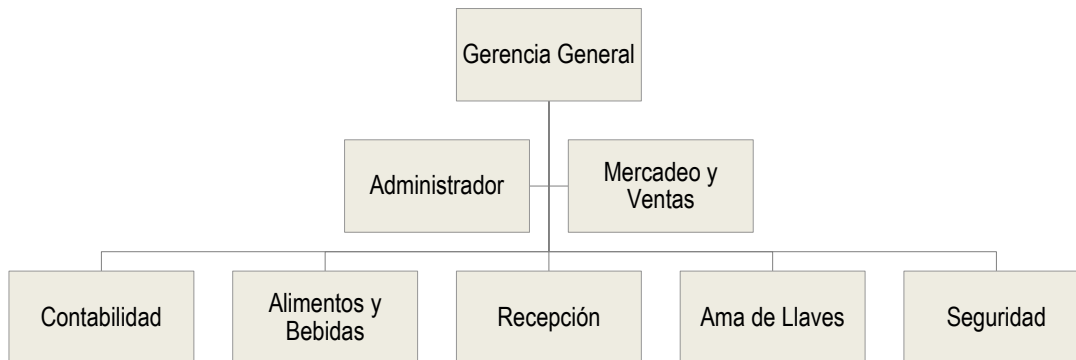 Gerencia General
Administrador
Mercadeo y
Ventas
Contabilidad
Alimentos y
Bebidas
Recepción
Ama de Llaves
Seguridad